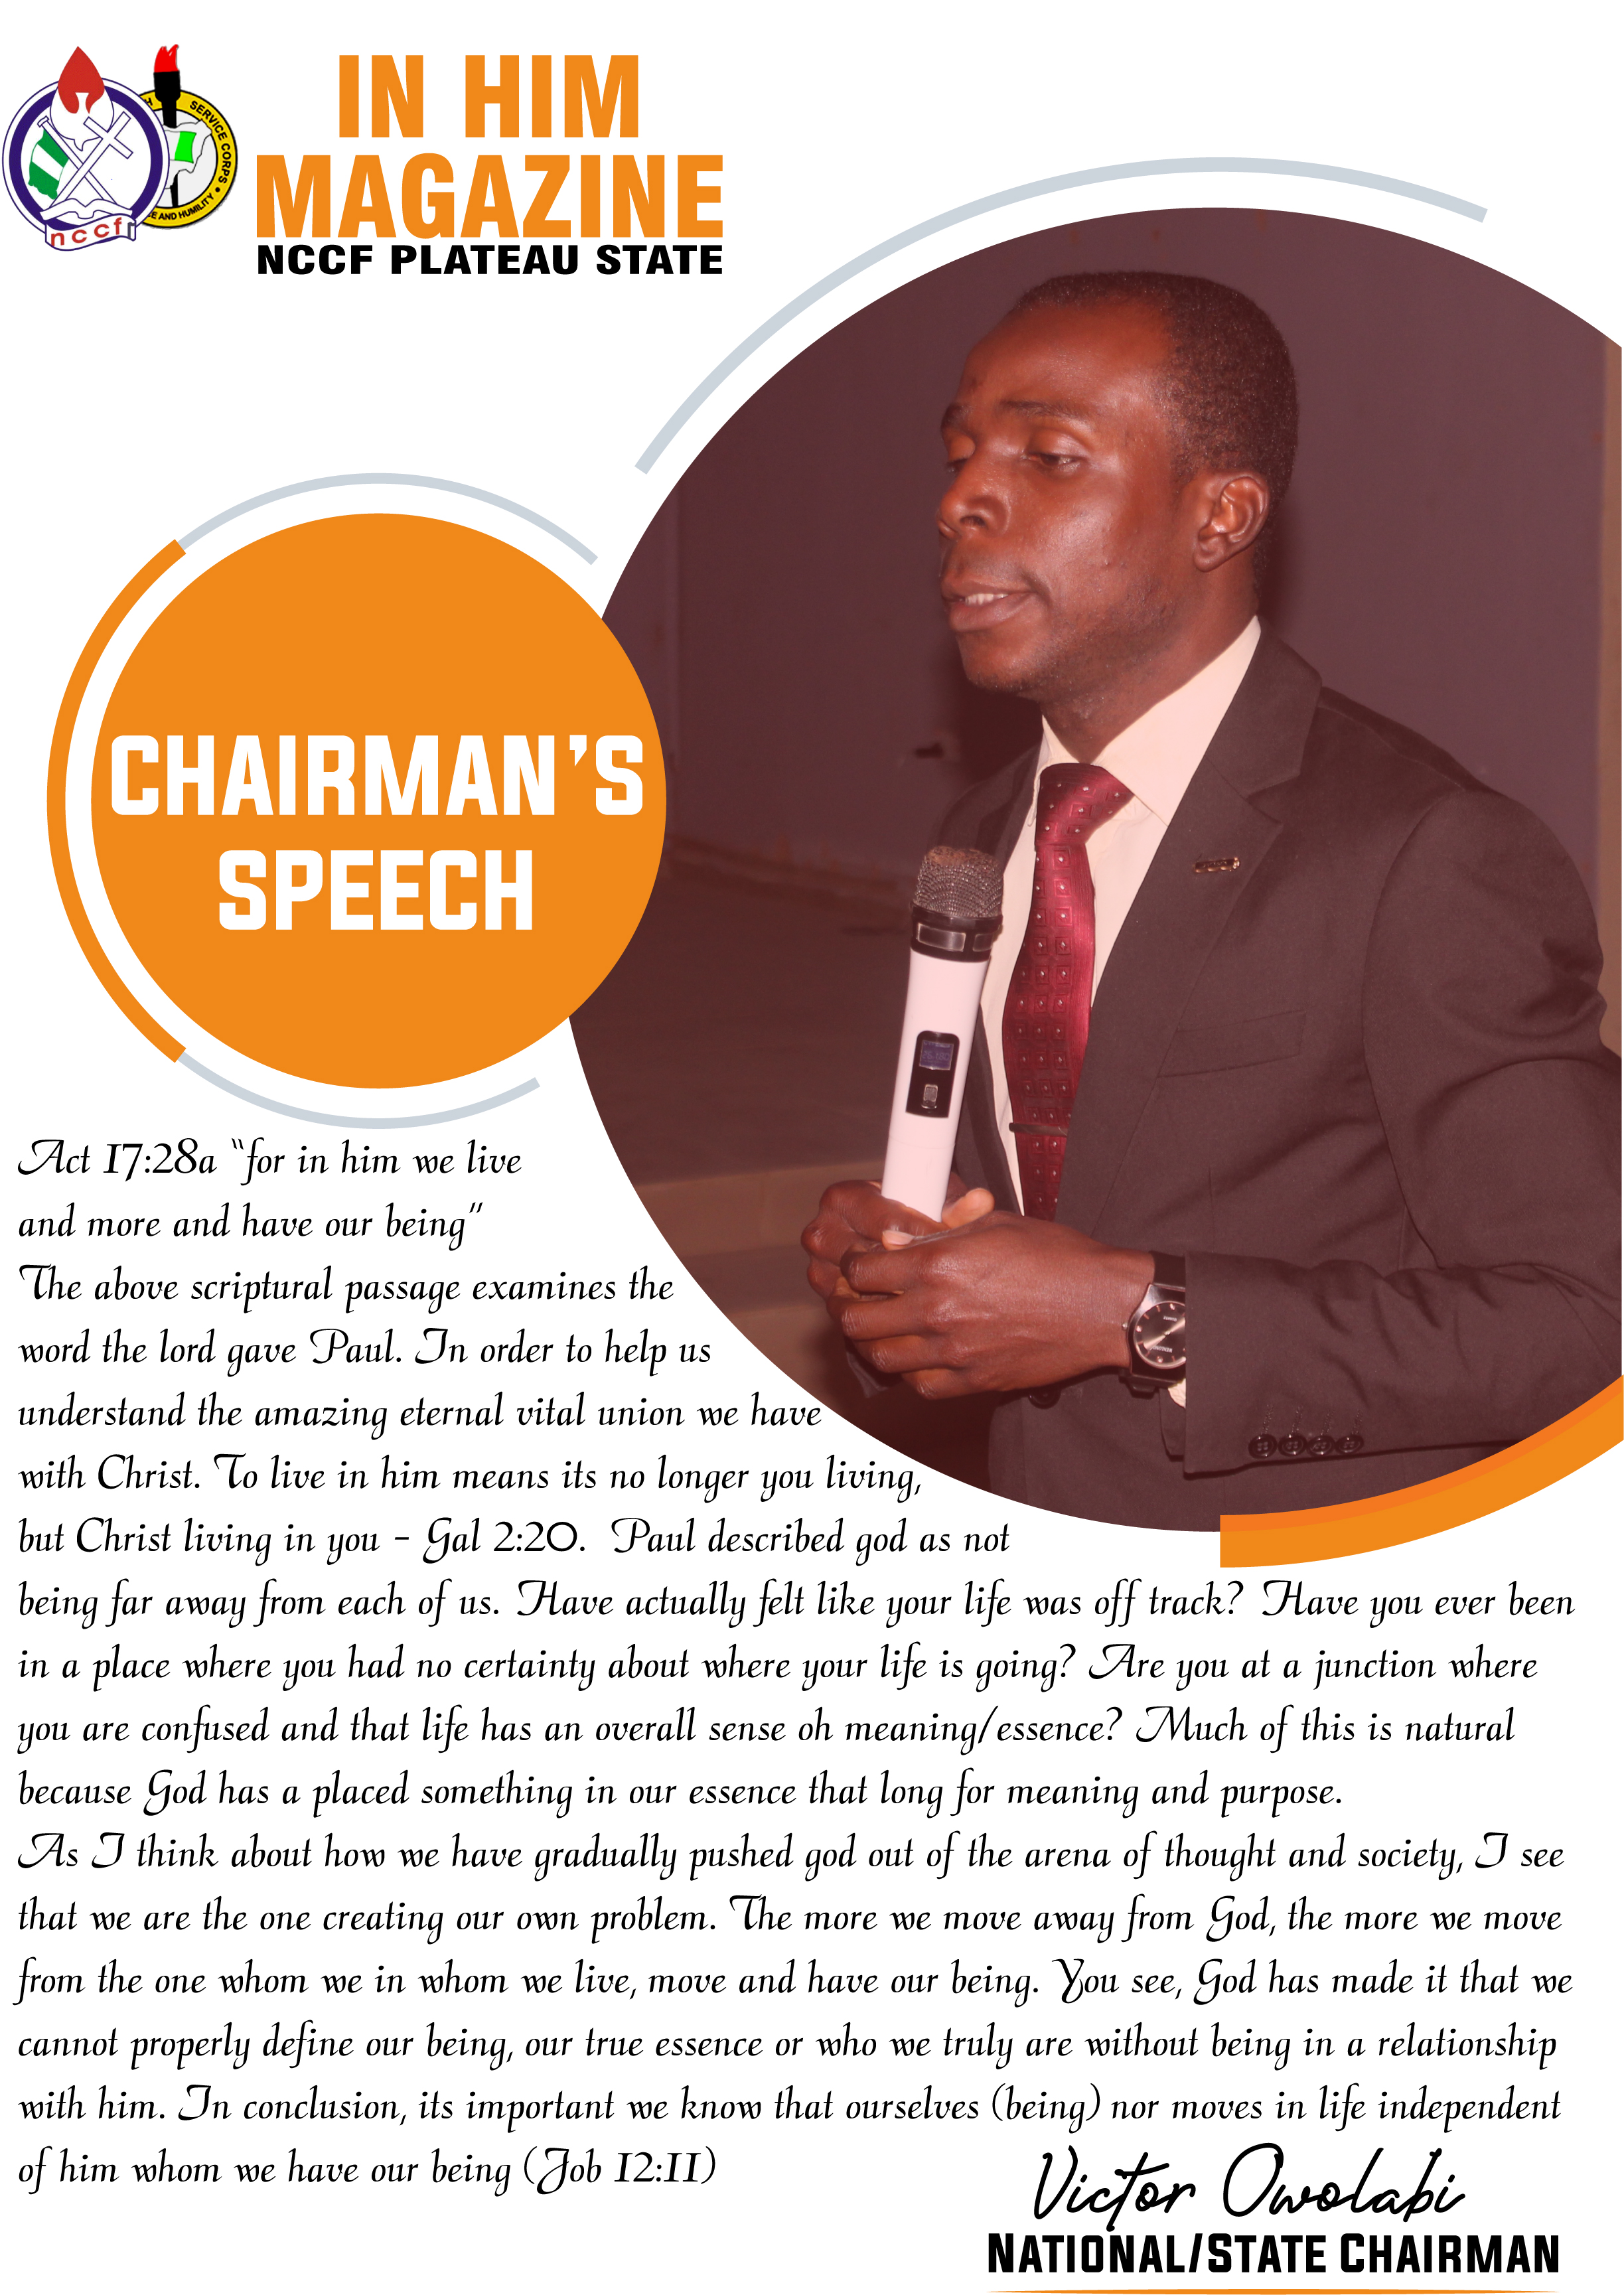 SERVICE CORPS
E AND HUMILITY
nccf
IN HIM
MAGAZINE
NCCF PLATEAU STATE
CHAIRMAN'S
SPEECH
Act 17:28a "for in him we live
and more and have our being"
The above scriptural passage examines the
word the lord gave Paul. In order to help us
understand the amazing eternal vital union we have
with Christ. To live in him means its no longer you living,
but Christ living in you - Gal 2:20. Paul described god as not
being far away from each of us. Have actually felt like your life was off track? Have you ever been
in a place where you had no certainty about where your life is going? Are you at a junction where
you are confused and that life has an overall sense oh meaning/essence? Much of this is natural
because God has a placed something in our essence that long for meaning and purpose.
As I think about how we have gradually pushed god out of the arena of thought and society, I see
that we are the one creating our own problem. The more we move away from God, the more we move
from the one whom we in whom we live, move and have our being. You see, God has made it that we
cannot properly define our being, our true essence or who we truly are without being in a relationship
with him. In conclusion, its important we know that ourselves (being) nor moves in life independent
of him whom we have our being (Job 12:11)
Victor Owolabi
NATIONAL/STATE CHAIRMAN